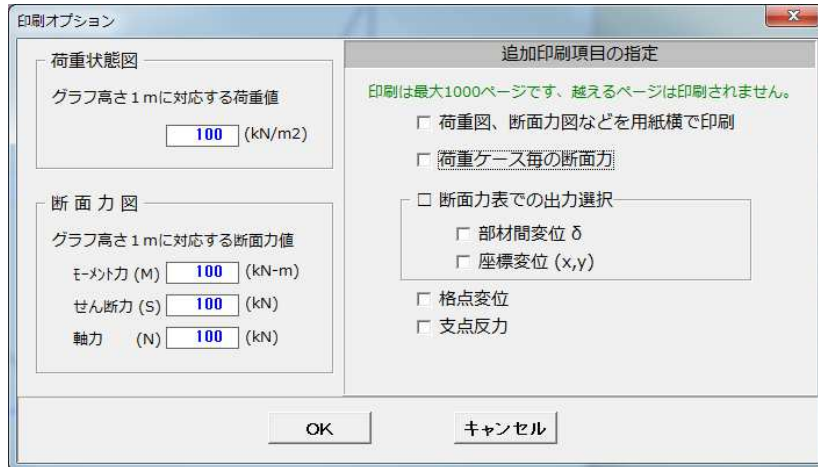 印刷オプション
荷重状態図
グラフ高さ1mに対応する荷重値
100 (kN/m2)
断 面 力 図
グラフ高さ1mに対応する断面力値
ﾓｰﾒﾝﾄ力 (M) 100 (kN-m)
せん断力 (S) 100 (kN)
軸力 (N) 100 (kN)
追加印刷項目の指定
印刷は最大1000ページです、越えるページは印刷されません。
荷重図、断面力図などを用紙横で印刷
荷重ケース毎の断面力
断面力表での出力選択
部材間変位 δ
座標変位 (x,y)
格点変位
支点反力
OK キャンセル